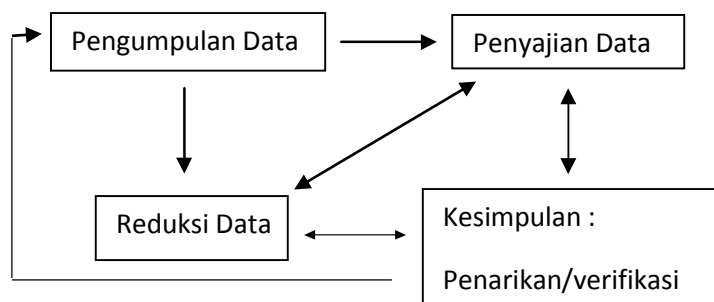 Pengumpulan Data
Penyajian Data
Reduksi Data
Kesimpulan :
Penarikan/verifikasi